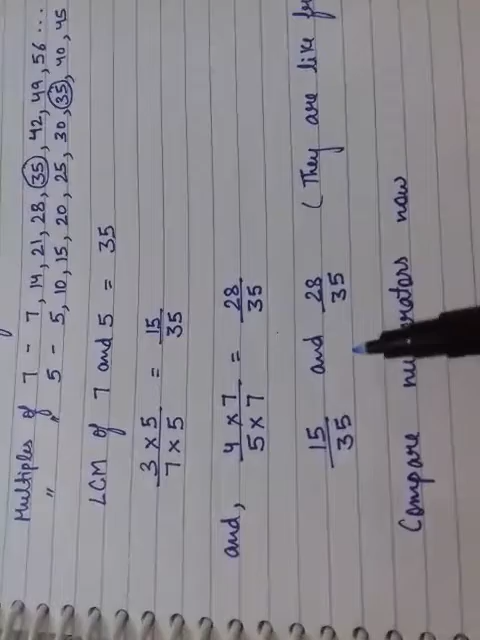 Multiples of 7 - 7, 14, 21, 28, 35, 42, 49, 56 ...
" 5 - 5, 10, 15, 20, 25, 30, 35, 40, 45
LCM of 7 and 5 = 35
3 x 5 / 7 x 5 = 15 / 35
and, 4 x 7 / 5 x 7 = 28 / 35
15 / 35 and 28 / 35 ( They are like
Compare numerators now